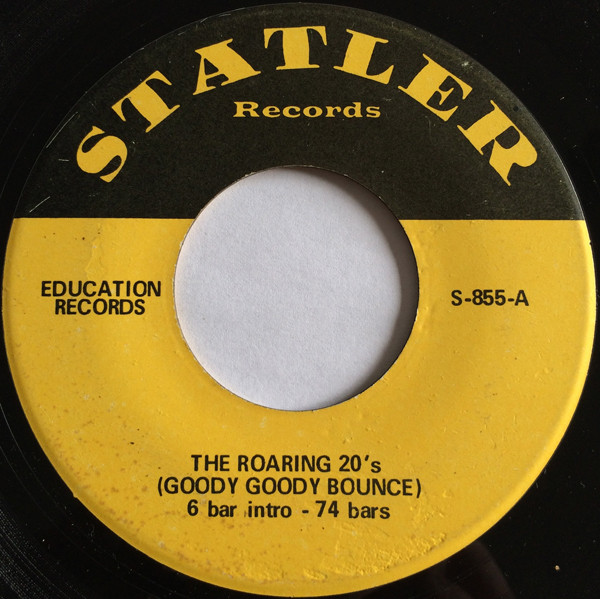 STATLER
Records
EDUCATION
RECORDS
S-855-A
THE ROARING 20's
(GOODY GOODY BOUNCE)
6 bar intro - 74 bars